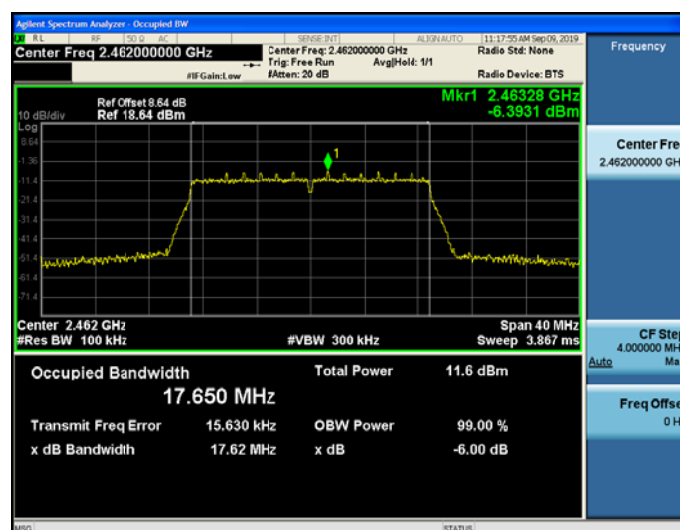 Agilent Spectrum Analyzer - Occupied BW
RL RF 50 Ω AC SENSE:INT ALIGN AUTO 11:17:55 AM Sep 09, 2019
Center Freq 2.462000000 GHz
Center Freq: 2.462000000 GHz
Radio Std: None
Trig: Free Run Avg|Hold: 1/1
#IFGain:Low
#Atten: 20 dB
Radio Device: BTS
Frequency
Ref Offset 8.64 dB
Mkr1 2.46328 GHz
10 dB/div Ref 18.64 dBm
-6.3931 dBm
Log
8.64
-1.36
-11.4
-21.4
-31.4
-41.4
-51.4
-61.4
-71.4
1
Center Fre
2.462000000 GH
Center 2.462 GHz
Span 40 MHz
#Res BW 100 kHz
#VBW 300 kHz
Sweep 3.867 ms
CF Ste
4.000000 MH
Auto Ma
Occupied Bandwidth
Total Power 11.6 dBm
17.650 MHz
Transmit Freq Error 15.630 kHz
OBW Power 99.00 %
x dB Bandwidth 17.62 MHz
x dB -6.00 dB
Freq Offse
0 H
MSG
STATUS